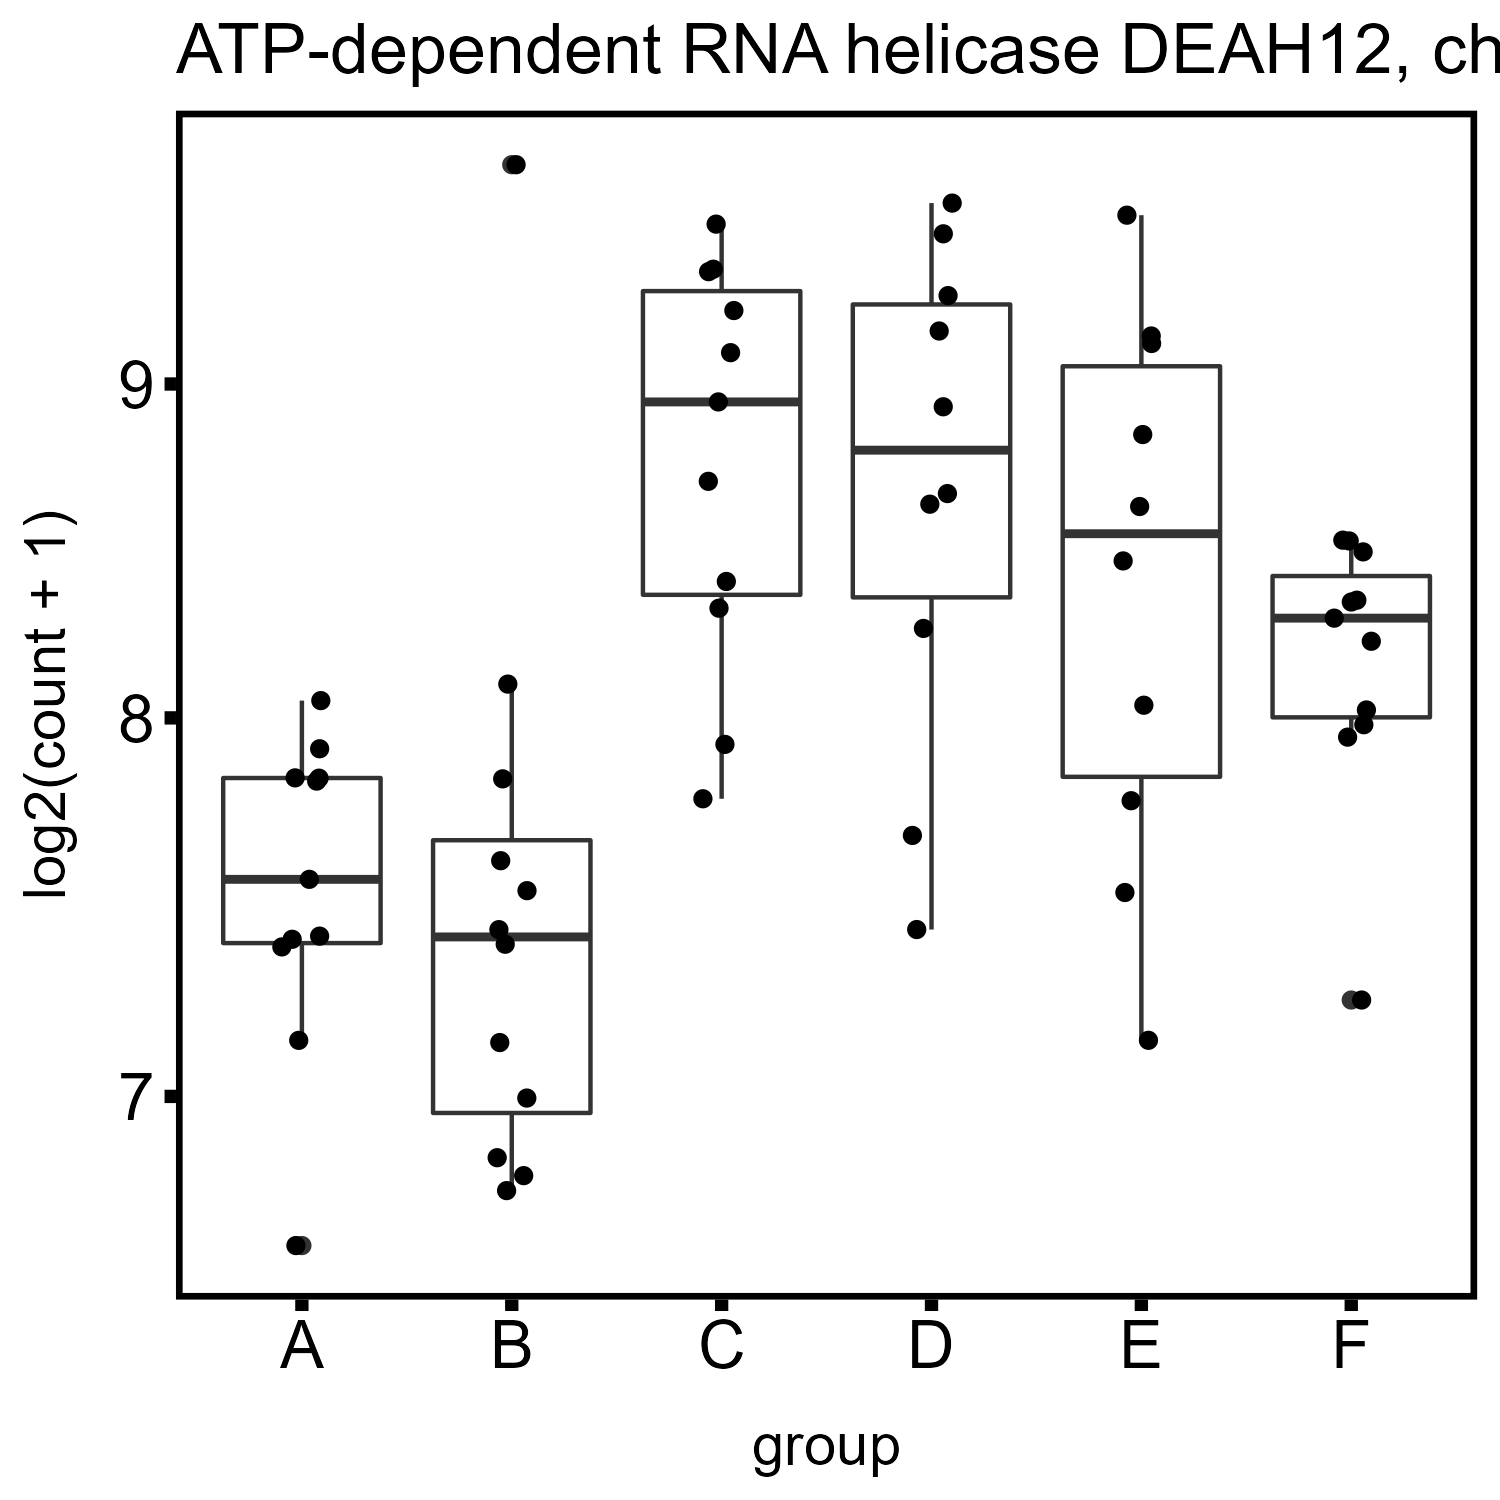 ATP-dependent RNA helicase DEAH12, ch
log2(count + 1)
9
8
7
A B C D E F
group